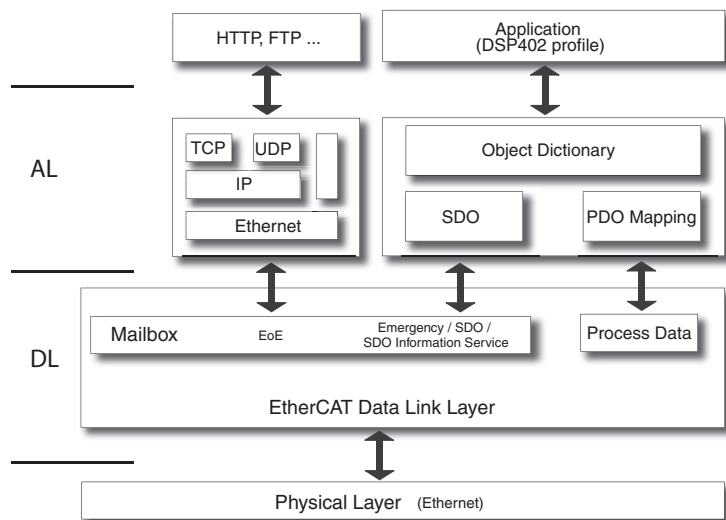 HTTP, FTP ...
Application
(DSP402 profile)
AL
TCP
UDP
IP
Ethernet
Object Dictionary
SDO
PDO Mapping
DL
Mailbox
EoE
Emergency / SDO /
SDO Information Service
Process Data
EtherCAT Data Link Layer
Physical Layer (Ethernet)